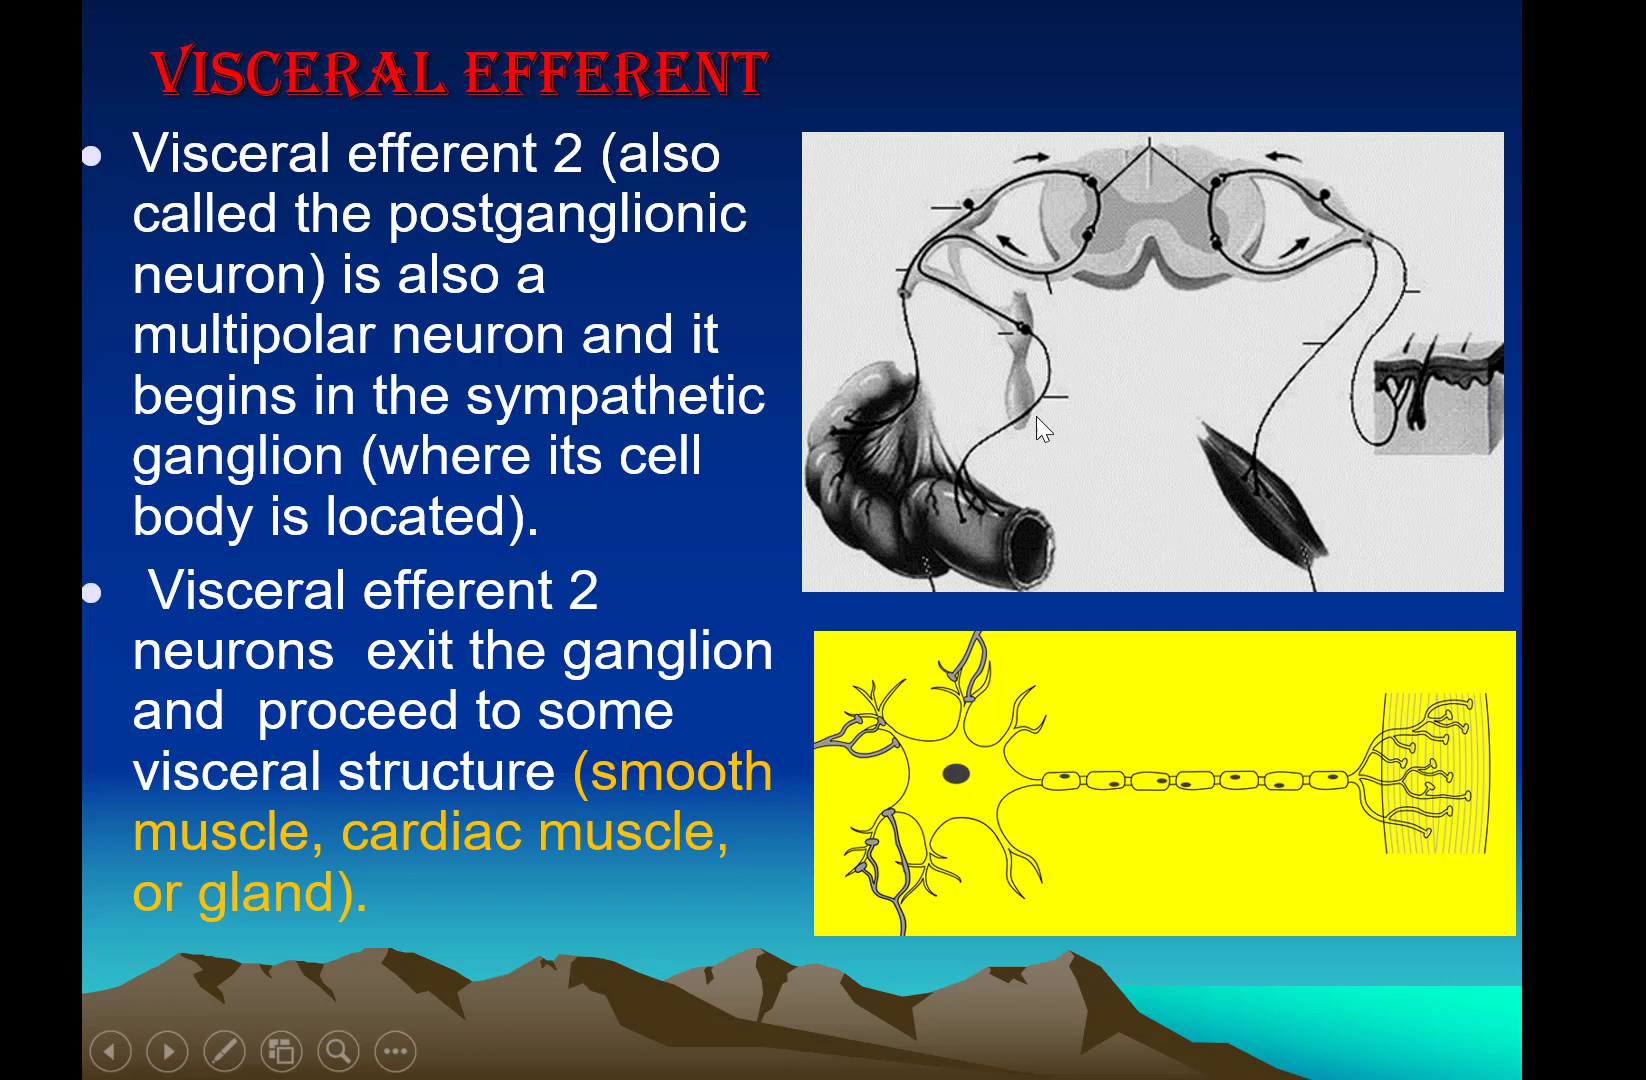 VISCERAL EFFERENT
Visceral efferent 2 (also
called the postganglionic
neuron) is also a
multipolar neuron and it
begins in the sympathetic
ganglion (where its cell
body is located).
Visceral efferent 2
neurons exit the ganglion
and proceed to some
visceral structure (smooth
muscle, cardiac muscle,
or gland).